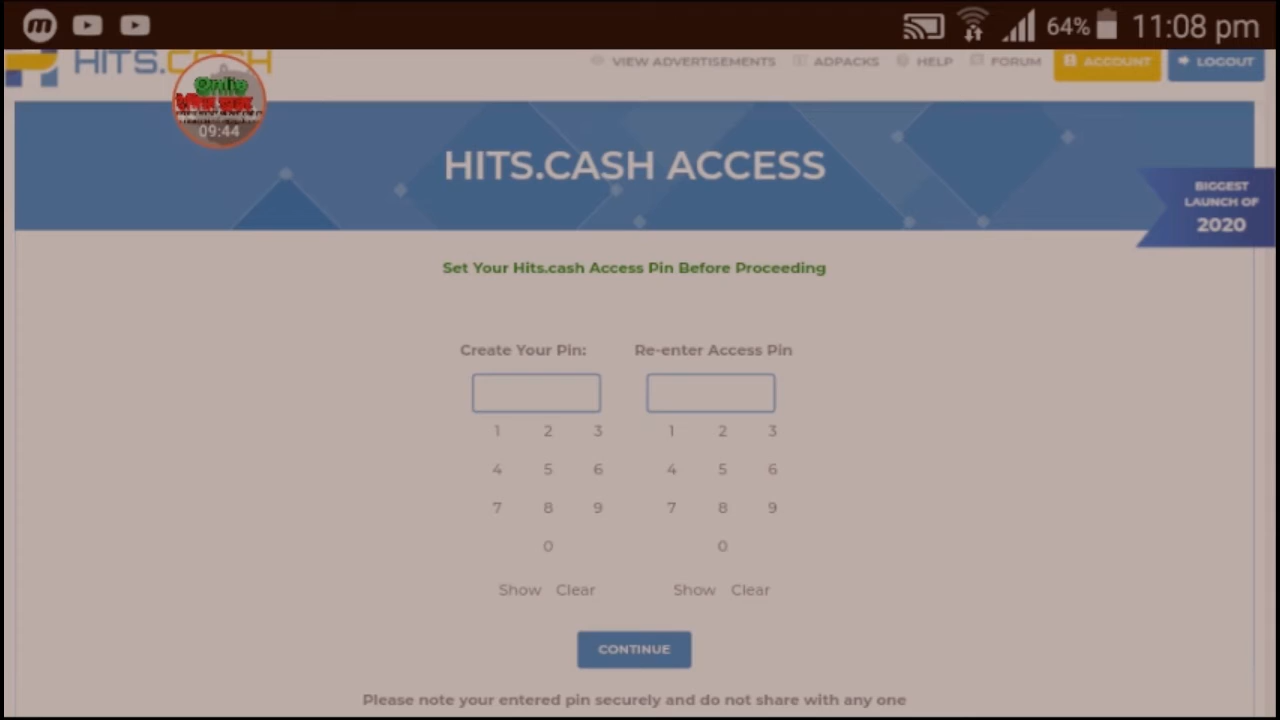 m 64% 11:08 pm
HITS.CASH VIEW ADVERTISEMENTS ADPACKS HELP FORUM ACCOUNT LOGOUT
09:44
HITS.CASH ACCESS
BIGGEST
LAUNCH OF
2020
Set Your Hits.cash Access Pin Before Proceeding
Create Your Pin: Re-enter Access Pin
1 2 3 1 2 3
4 5 6 4 5 6
7 8 9 7 8 9
0 0
Show Clear Show Clear
CONTINUE
Please note your entered pin securely and do not share with any one